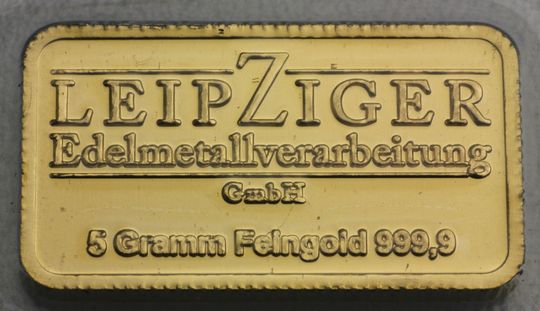 LEIPZIGER
Edelmetallverarbeitung
GmbH
5 Gramm Feingold 999,9